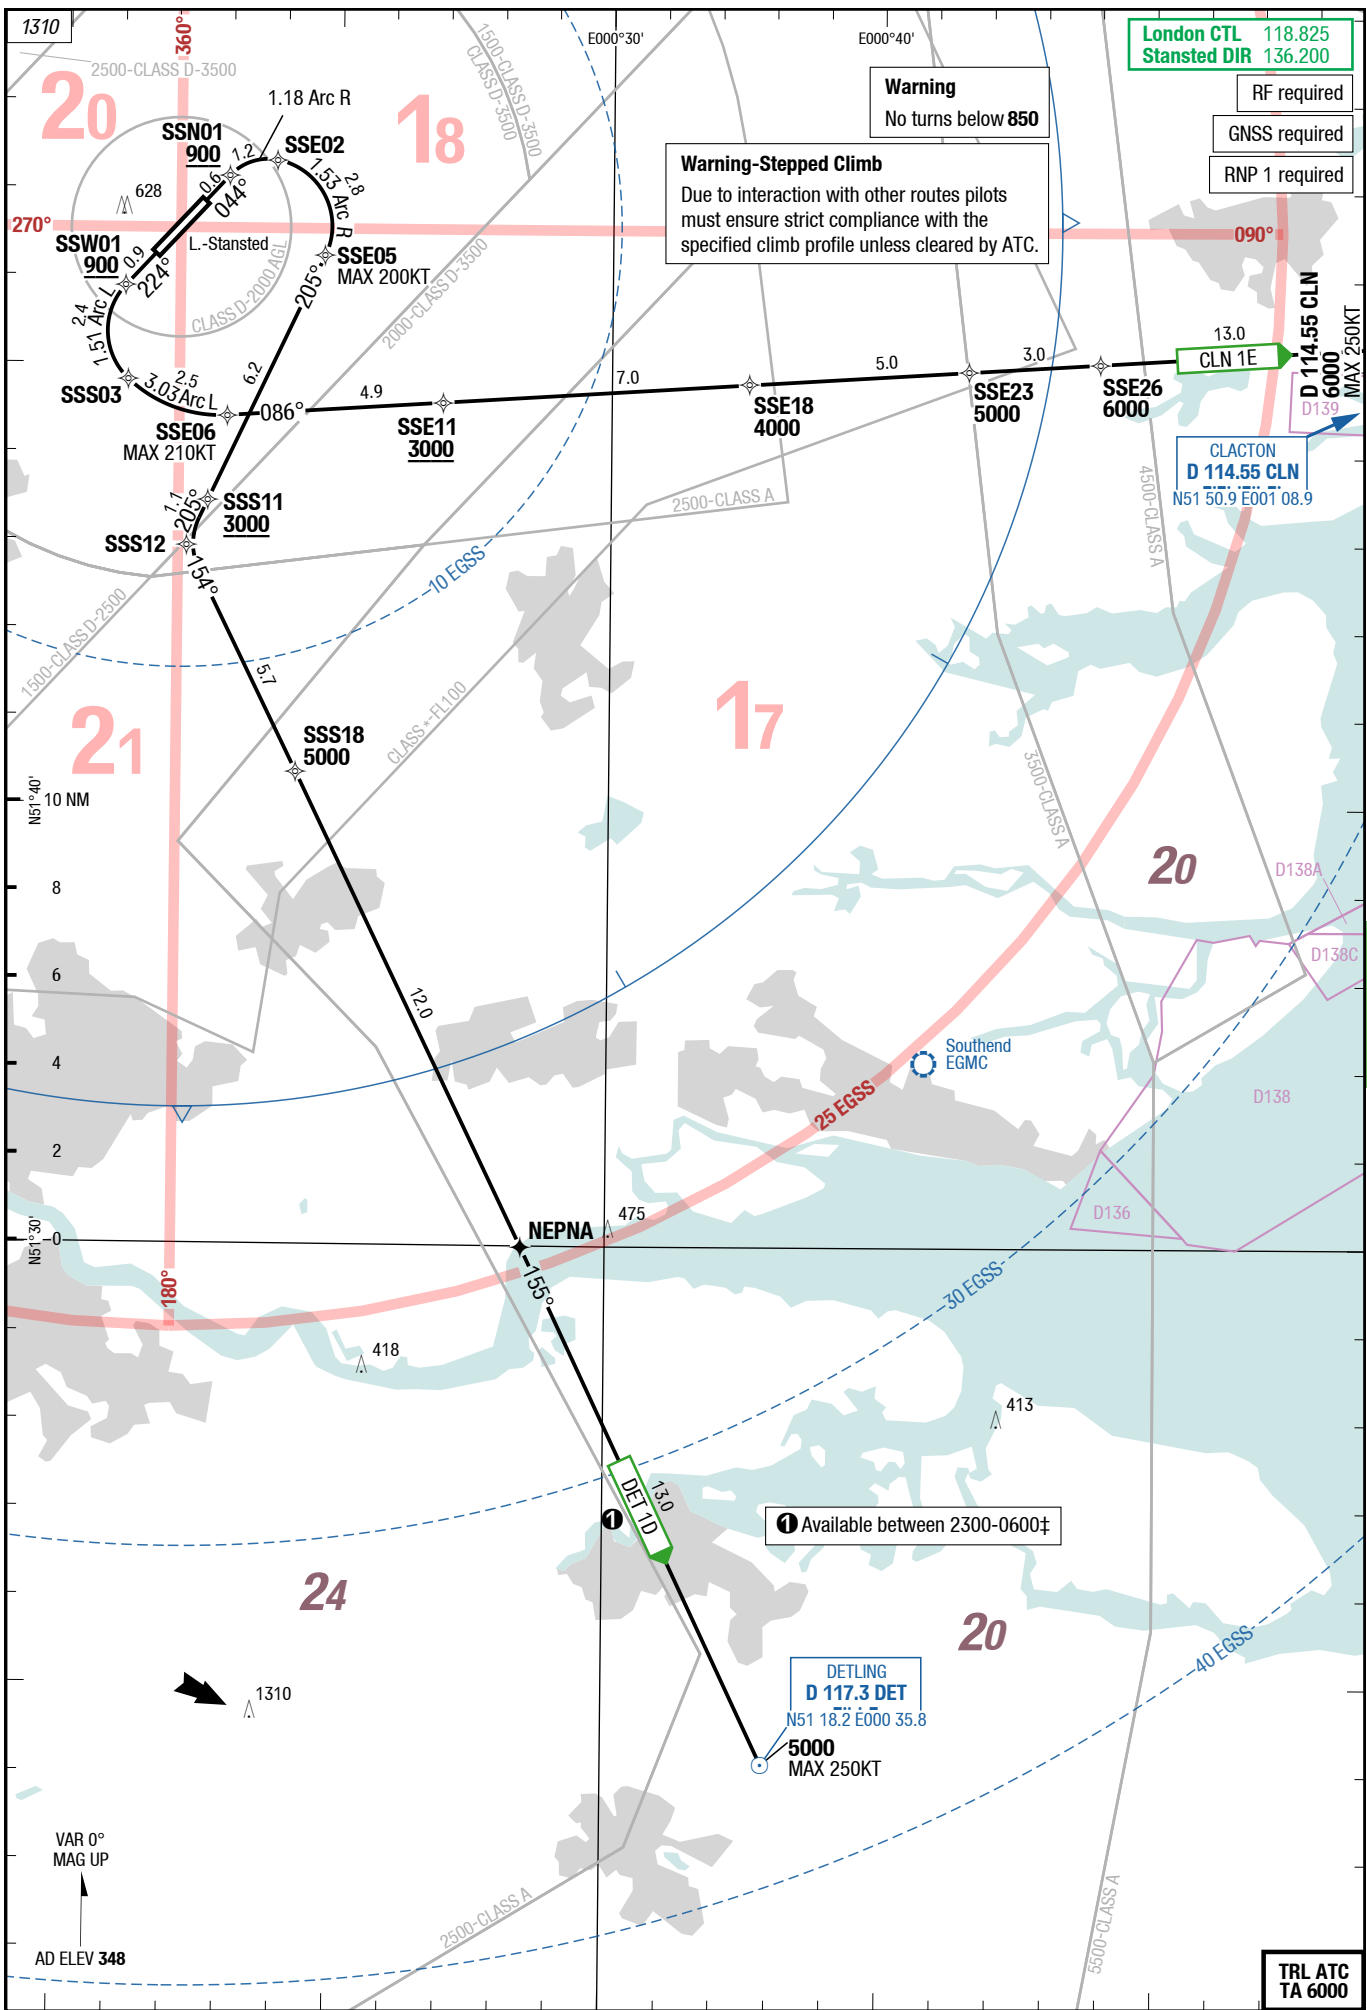 1310
360°
2500-CLASS D-3500
20
18
1500-CLASS D-3500
CLASS D-3500
E000°30'
E000°40'
London CTL 118.825
Stansted DIR 136.200
RF required
GNSS required
RNP 1 required
Warning
No turns below 850
Warning-Stepped Climb
Due to interaction with other routes pilots
must ensure strict compliance with the
specified climb profile unless cleared by ATC.
1.18 Arc R
SSN01
900
1.2
SSE02
0.6
044°
2.8
1.53 Arc R
628
270°
090°
L.-Stansted
SSW01
900
0.9
224°
SSE05
MAX 200KT
205°
CLASS D-2000 AGL
2000-CLASS D-3500
2.4
1.51 Arc L
SSS03
2.5
3.03 Arc L
6.2
086°
4.9
7.0
5.0
3.0
13.0
CLN 1E
D 114.55 CLN
6000
MAX 250KT
SSE06
MAX 210KT
SSE11
3000
SSE18
4000
SSE23
5000
SSE26
6000
D139
CLACTON
D 114.55 CLN
N51 50.9 E001 08.9
1.1
205°
SSS11
3000
SSS12
154°
2500-CLASS A
4500-CLASS A
10 EGSS
1500-CLASS D-2500
5.7
21
17
SSS18
5000
CLASS *-FL100
3500-CLASS A
N51°40'
10 NM
8
6
4
2
0
N51°30'
20
D138A
D138C
D138
D136
12.0
Southend
EGMC
25 EGSS
NEPNA
475
155°
180°
30 EGSS
418
413
DET 1D
13.0
1
1 Available between 2300-0600‡
24
20
40 EGSS
1310
DETLING
D 117.3 DET
N51 18.2 E000 35.8
5000
MAX 250KT
VAR 0°
MAG UP
AD ELEV 348
2500-CLASS A
5500-CLASS A
TRL ATC
TA 6000